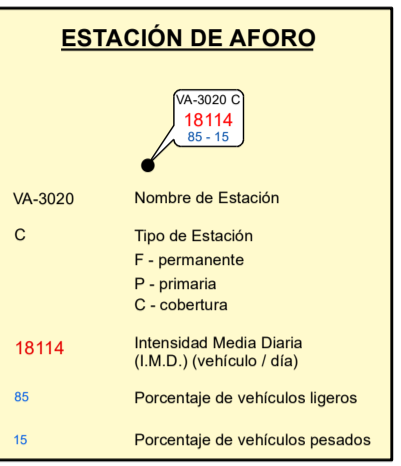 ESTACIÓN DE AFORO
VA-3020 C
18114
85 - 15
VA-3020 Nombre de Estación
C Tipo de Estación
F - permanente
P - primaria
C - cobertura
18114 Intensidad Media Diaria
(I.M.D.) (vehículo / día)
85 Porcentaje de vehículos ligeros
15 Porcentaje de vehículos pesados